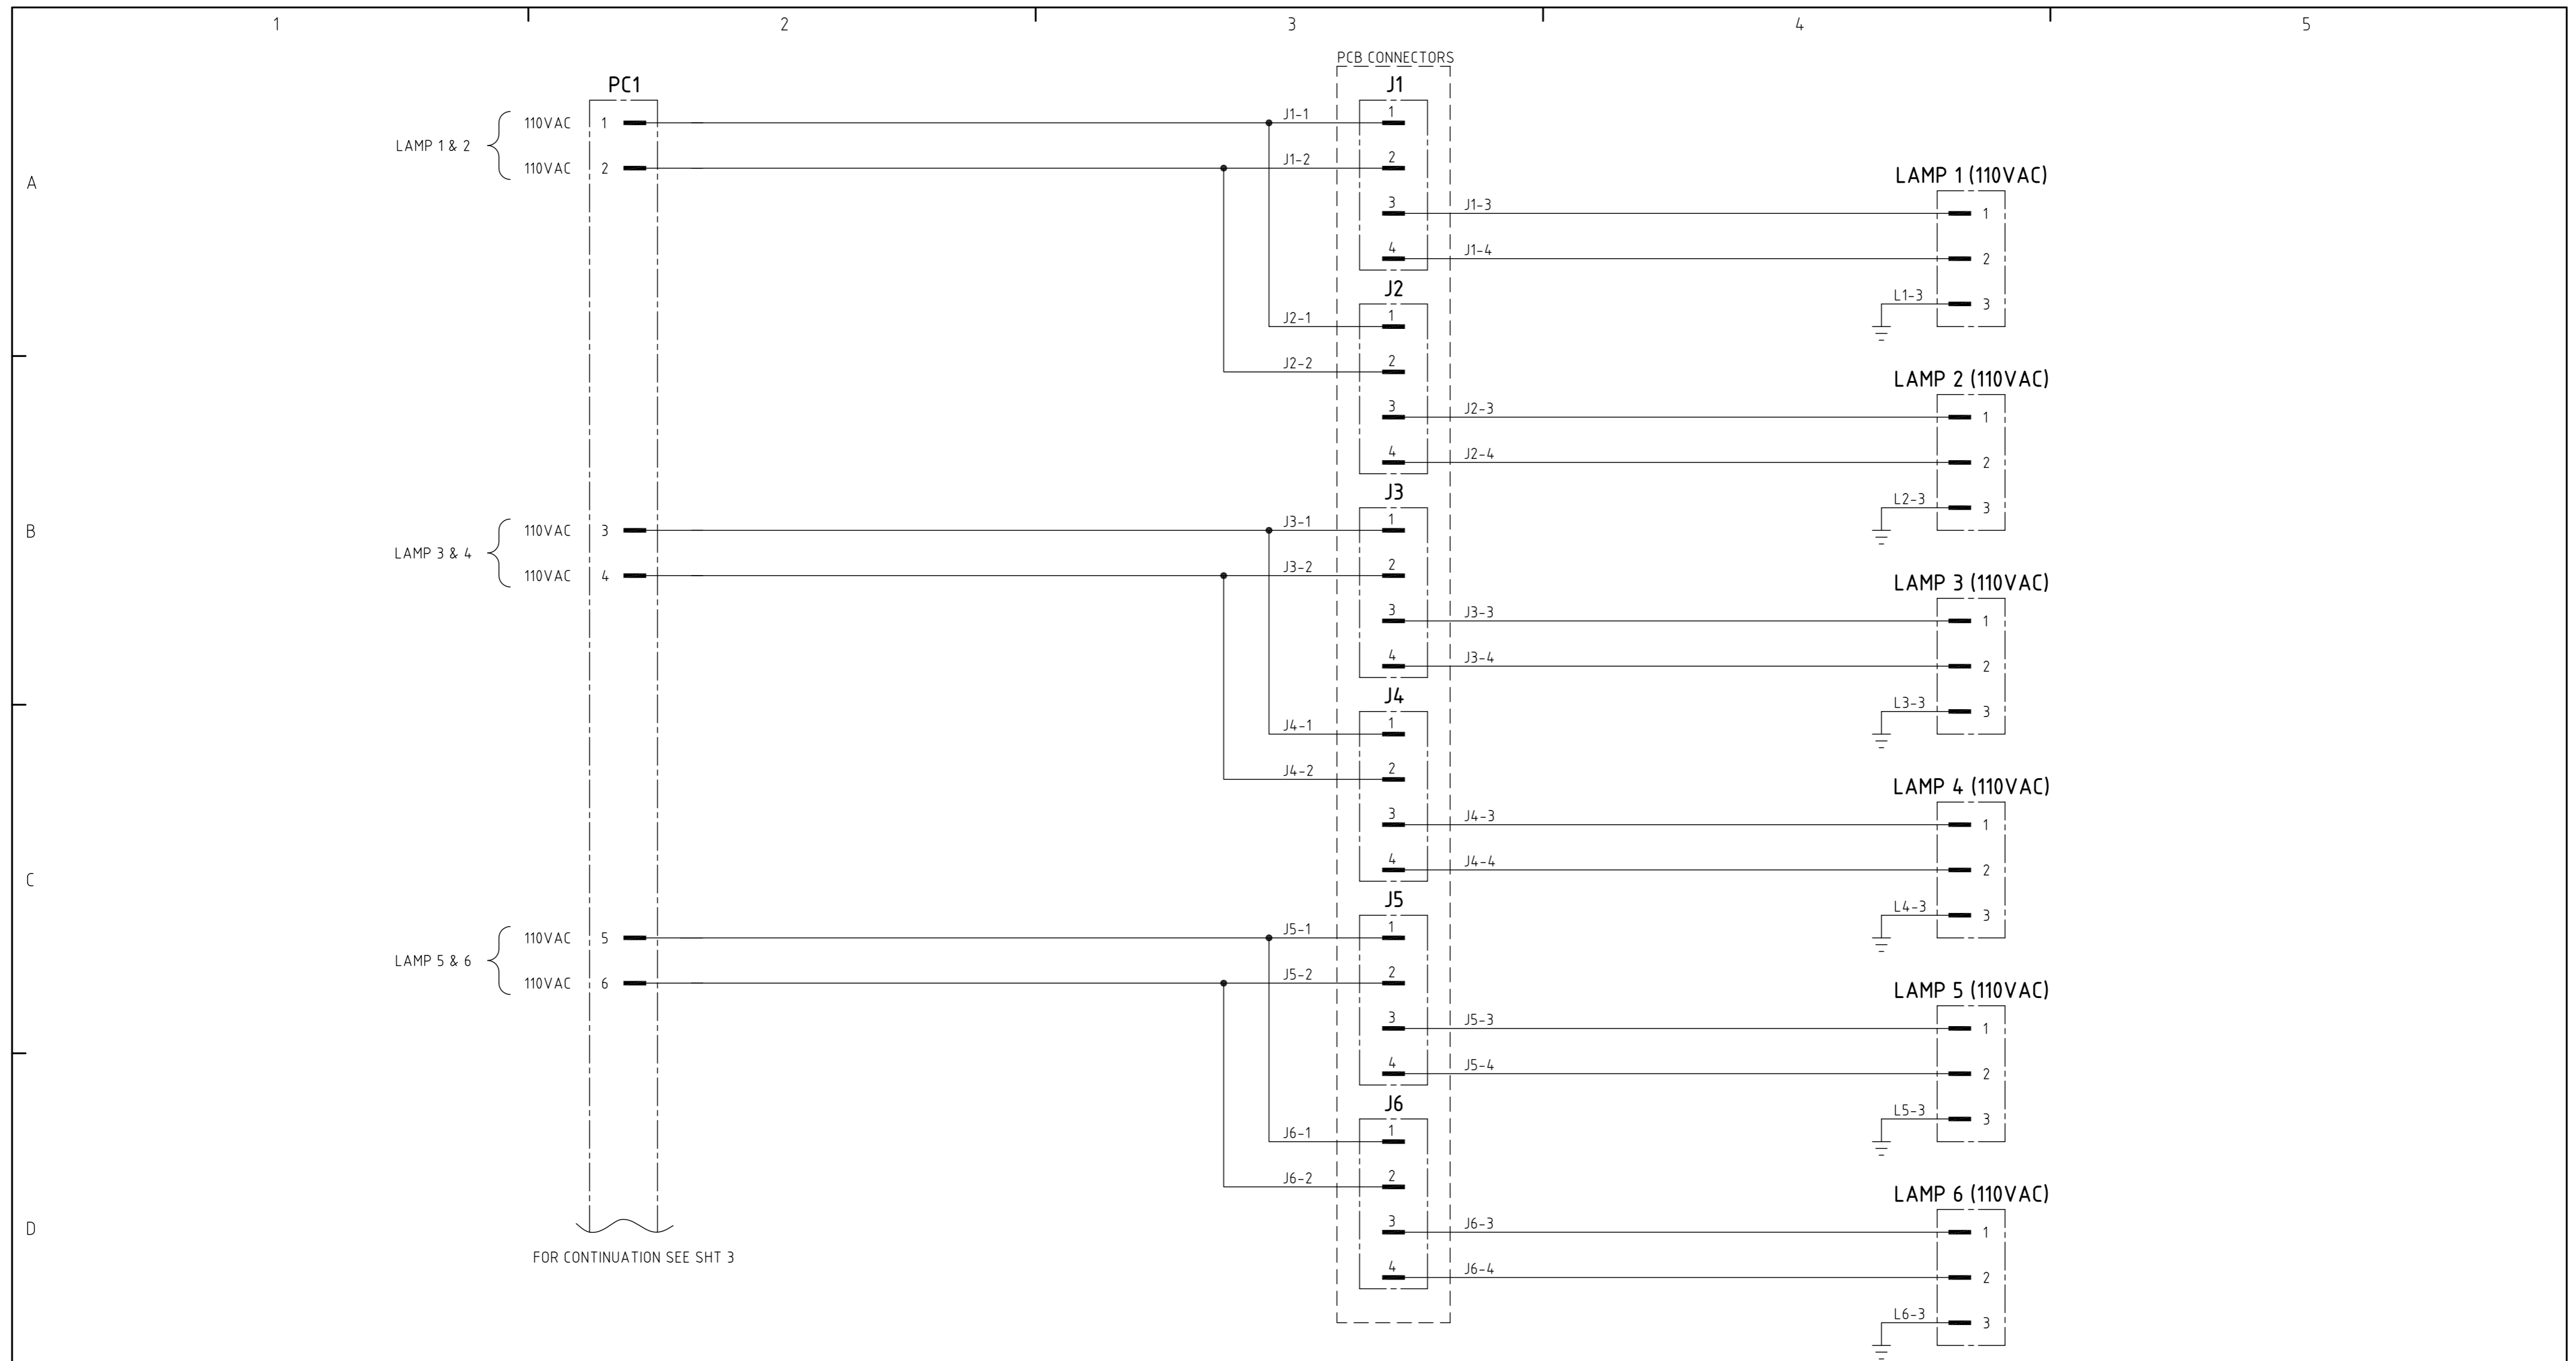 1 2 3 4 5
PCB CONNECTORS
PC1
J1
LAMP 1 & 2
110VAC 1
J1-1
1
110VAC 2
J1-2
2
A
LAMP 1 (110VAC)
3
J1-3
1
4
J1-4
2
J2
L1-3
3
J2-1
1
J2-2
2
LAMP 2 (110VAC)
3
J2-3
1
4
J2-4
2
J3
L2-3
3
B
LAMP 3 & 4
110VAC 3
J3-1
1
110VAC 4
J3-2
2
LAMP 3 (110VAC)
3
J3-3
1
4
J3-4
2
J4
L3-3
3
J4-1
1
J4-2
2
LAMP 4 (110VAC)
3
J4-3
1
4
J4-4
2
C
J5
L4-3
3
LAMP 5 & 6
110VAC 5
J5-1
1
110VAC 6
J5-2
2
LAMP 5 (110VAC)
3
J5-3
1
4
J5-4
2
J6
L5-3
3
J6-1
1
J6-2
2
LAMP 6 (110VAC)
D
3
J6-3
1
FOR CONTINUATION SEE SHT 3
4
J6-4
2
L6-3
3